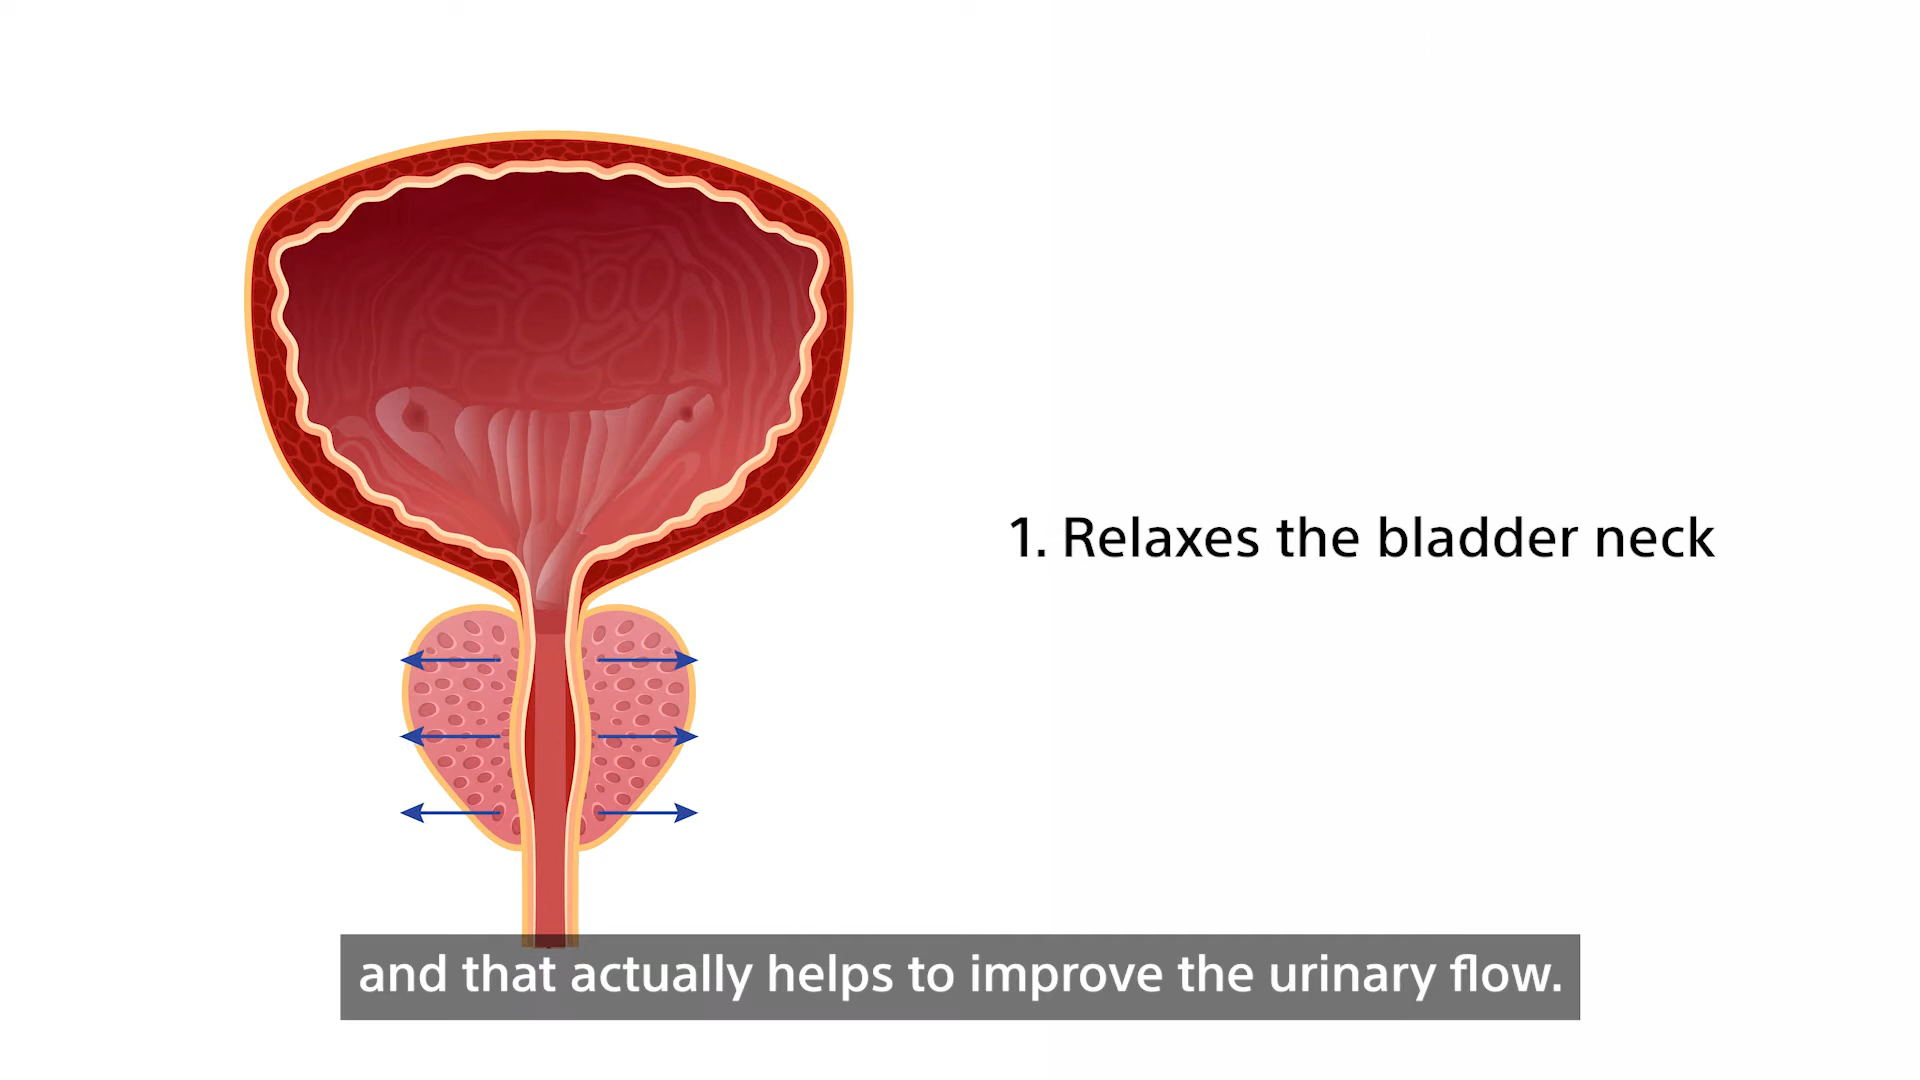 1. Relaxes the bladder neck
and that actually helps to improve the urinary flow.